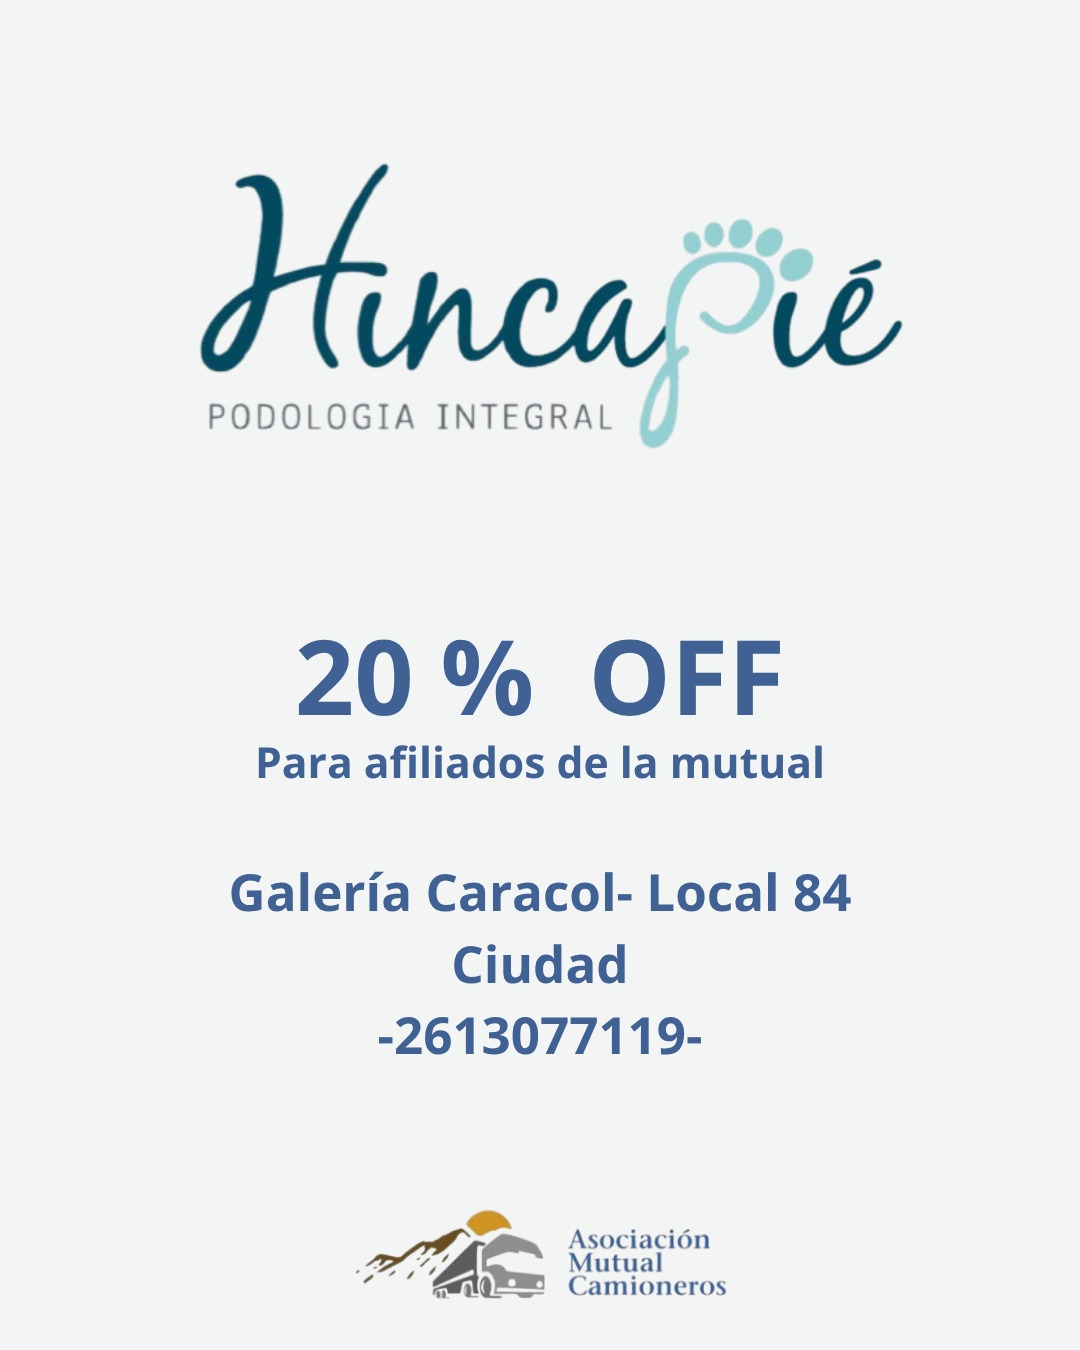 Hincapié
PODOLOGIA INTEGRAL
20 % OFF
Para afiliados de la mutual
Galería Caracol- Local 84
Ciudad
-2613077119-
Asociación
Mutual
Camioneros